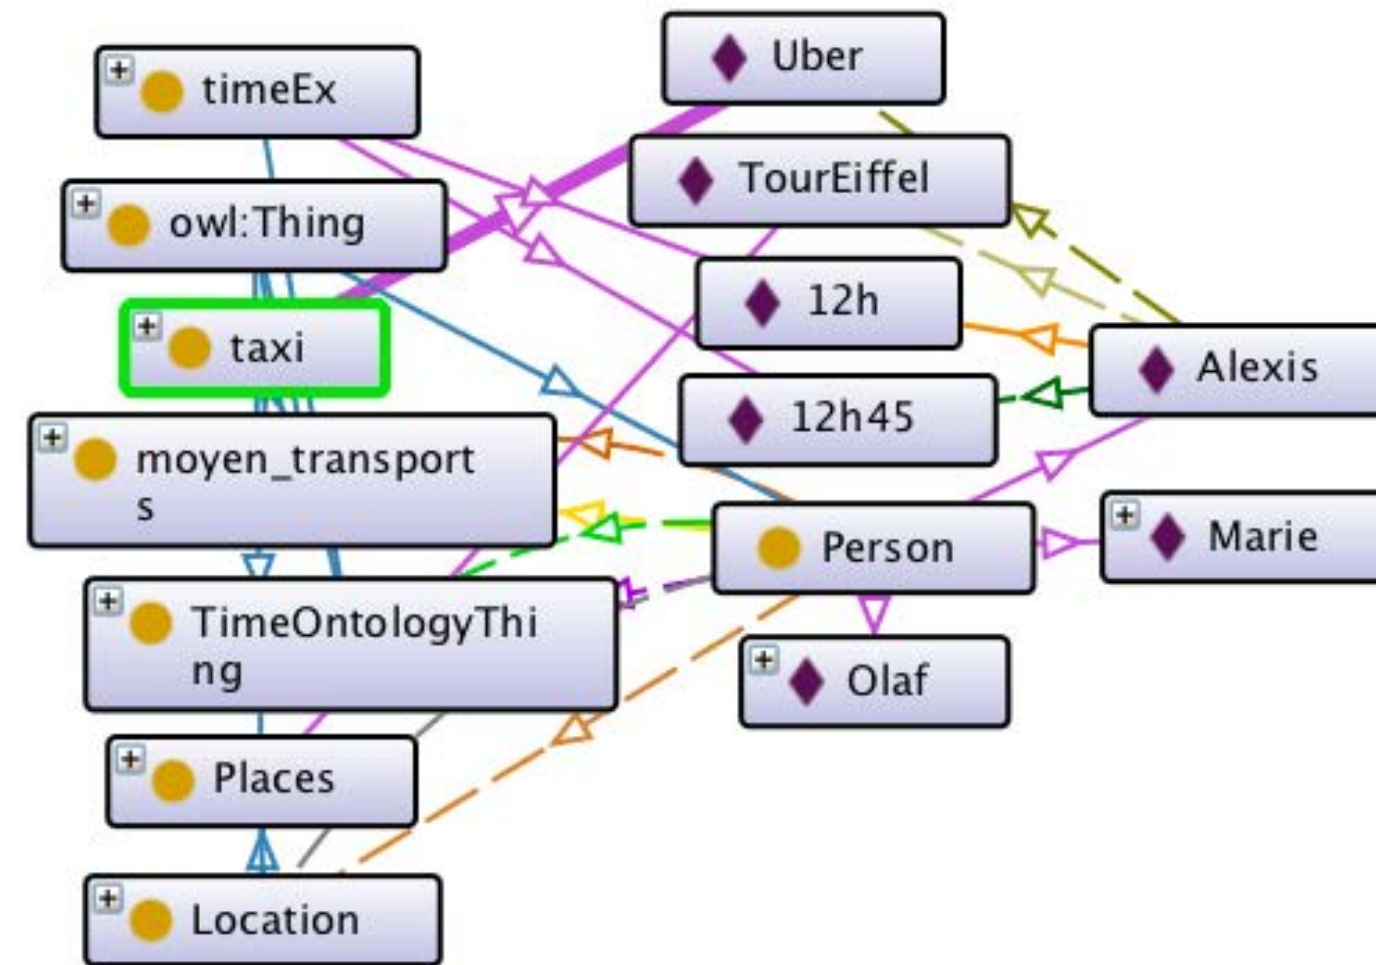 timeEx
owl:Thing
taxi
moyen_transport
s
TimeOntologyThi
ng
Places
Location
Uber
TourEiffel
12h
12h45
Person
Olaf
Alexis
Marie